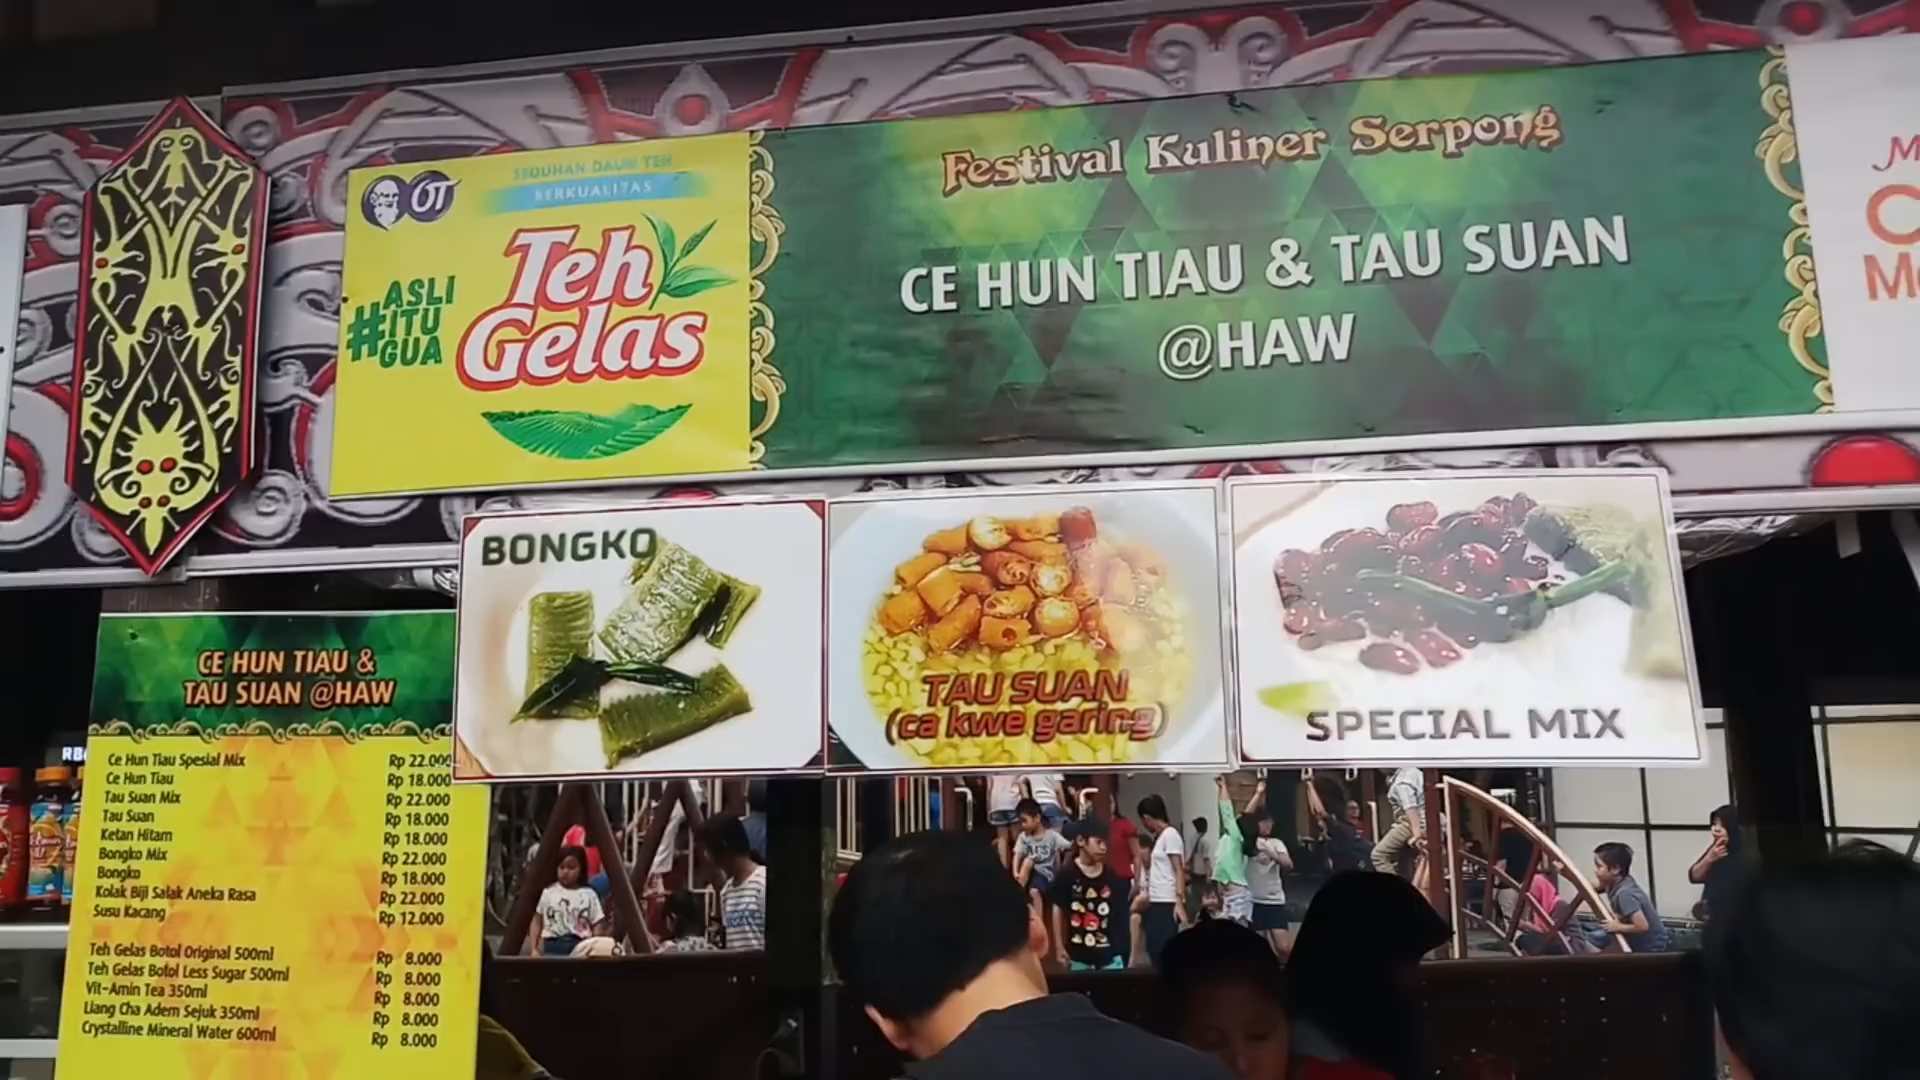 OT
SEDUHAN DAUN TEH
BERKUALITAS
#ASLI
ITU
GUA
Teh
Gelas
Festival Kuliner Serpong
CE HUN TIAU & TAU SUAN
@HAW
BONGKO
TAU SUAN
(ca kwe garing)
SPECIAL MIX
CE HUN TIAU &
TAU SUAN @HAW
Ce Hun Tiau Spesial Mix Rp 22.000
Ce Hun Tiau Rp 18.000
Tau Suan Mix Rp 22.000
Tau Suan Rp 18.000
Ketan Hitam Rp 18.000
Bongko Mix Rp 22.000
Bongko Rp 18.000
Kolak Biji Salak Aneka Rasa Rp 22.000
Susu Kacang Rp 12.000
Teh Gelas Botol Original 500ml Rp 8.000
Teh Gelas Botol Less Sugar 500ml Rp 8.000
Vit-Amin Tea 350ml Rp 8.000
Liang Cha Adem Sejuk 350ml Rp 8.000
Crystalline Mineral Water 600ml Rp 8.000